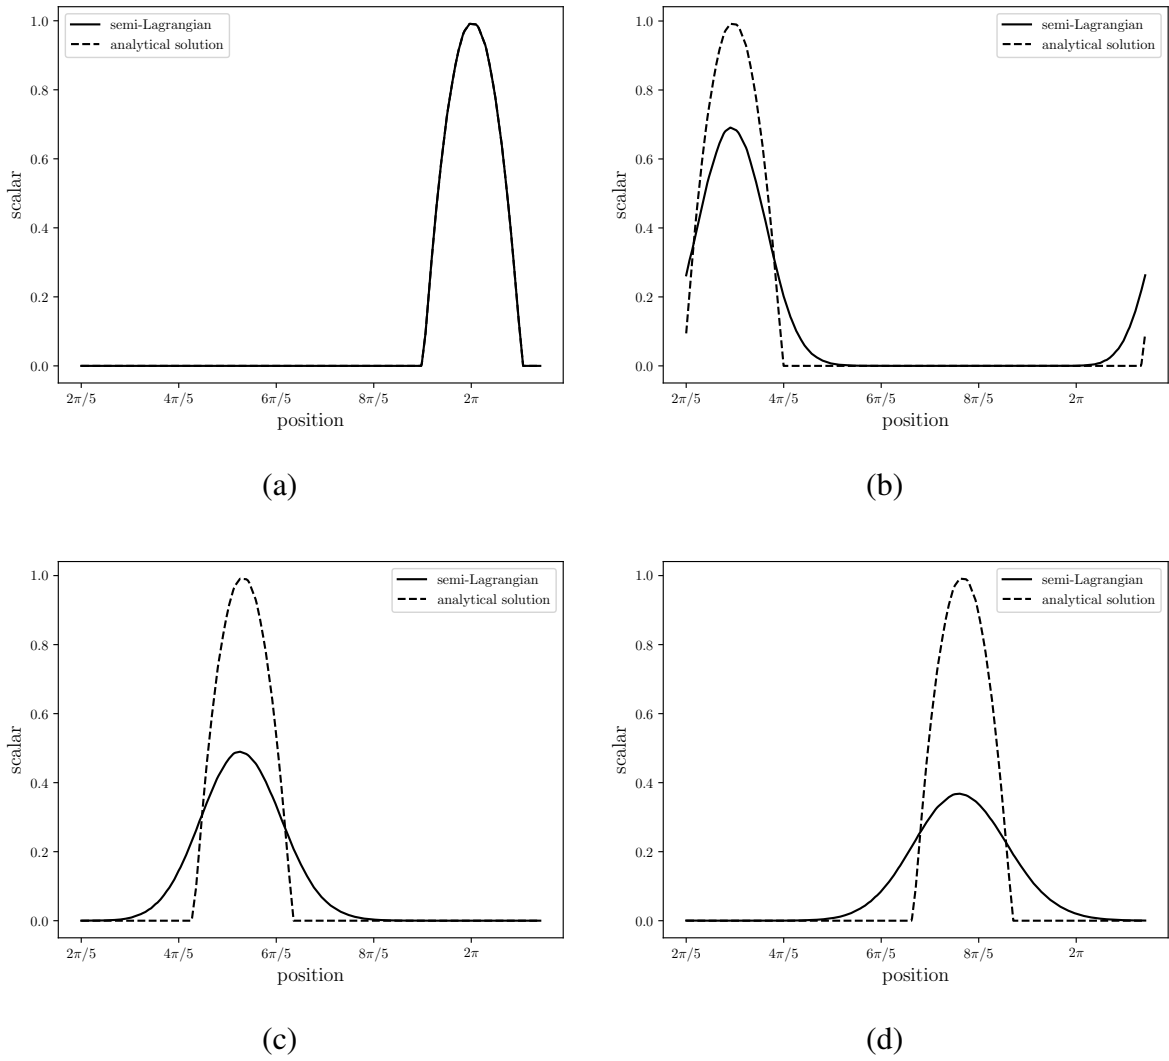 semi-Lagrangian
analytical solution
1.0
0.8
0.6
0.4
0.2
0.0
scalar
2π/5 4π/5 6π/5 8π/5 2π
position
(a)
semi-Lagrangian
analytical solution
1.0
0.8
0.6
0.4
0.2
0.0
scalar
2π/5 4π/5 6π/5 8π/5 2π
position
(b)
semi-Lagrangian
analytical solution
1.0
0.8
0.6
0.4
0.2
0.0
scalar
2π/5 4π/5 6π/5 8π/5 2π
position
(c)
semi-Lagrangian
analytical solution
1.0
0.8
0.6
0.4
0.2
0.0
scalar
2π/5 4π/5 6π/5 8π/5 2π
position
(d)